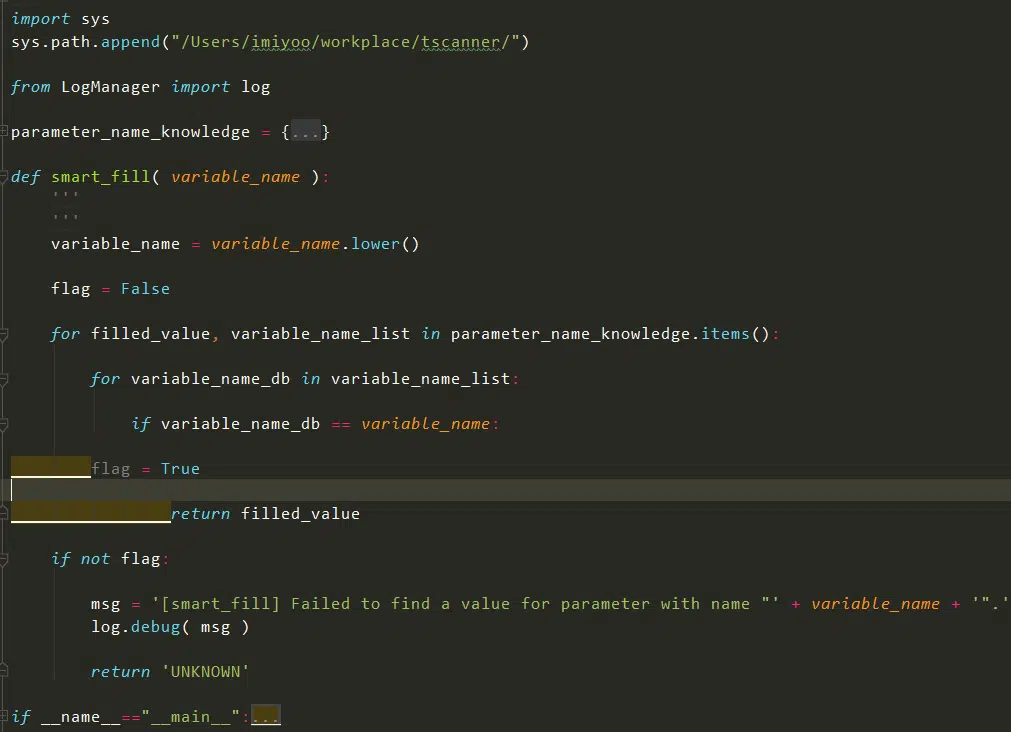 import sys
sys.path.append("/Users/imiyoo/workplace/tscanner/")
from LogManager import log
parameter_name_knowledge = {...}
def smart_fill( variable_name ):
    '''
    '''
    variable_name = variable_name.lower()
    flag = False
    for filled_value, variable_name_list in parameter_name_knowledge.items():
        for variable_name_db in variable_name_list:
            if variable_name_db == variable_name:
        flag = True
                return filled_value
    if not flag:
        msg = '[smart_fill] Failed to find a value for parameter with name "' + variable_name + '".'
        log.debug( msg )
        return 'UNKNOWN'
if __name__=="__main__":...